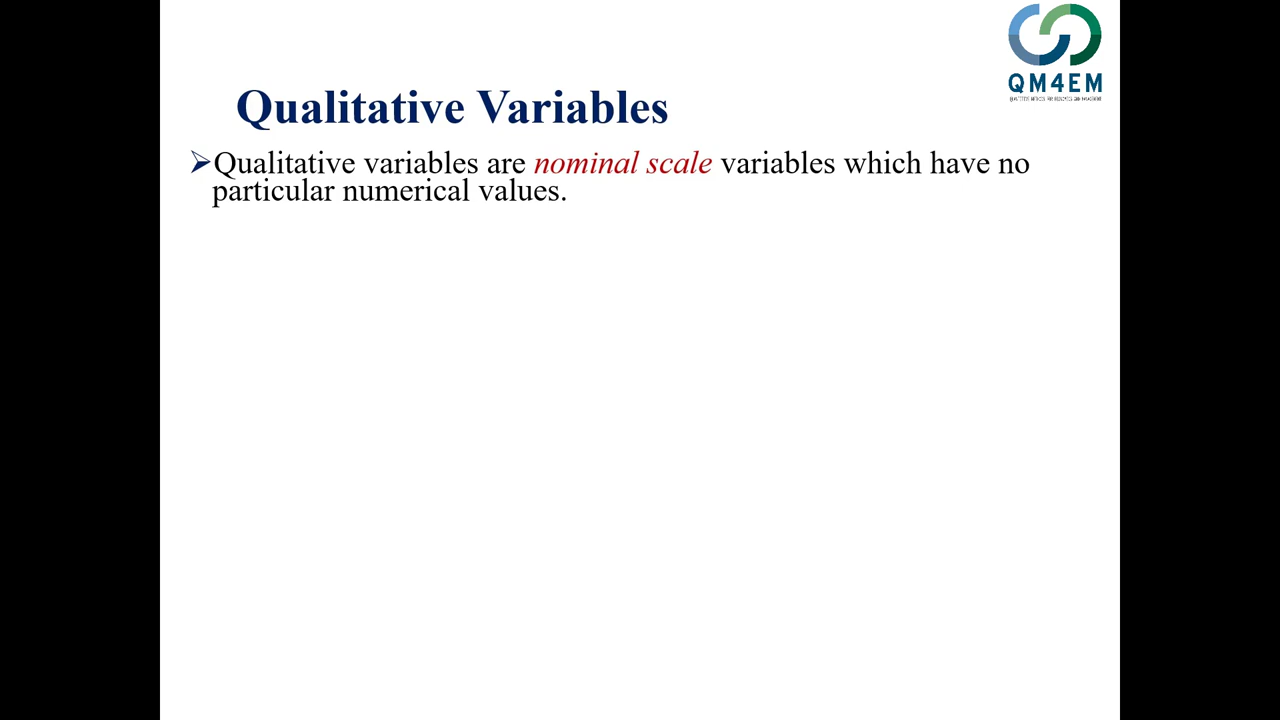 QM4EM
Qualitative Variables
➢Qualitative variables are nominal scale variables which have no
particular numerical values.